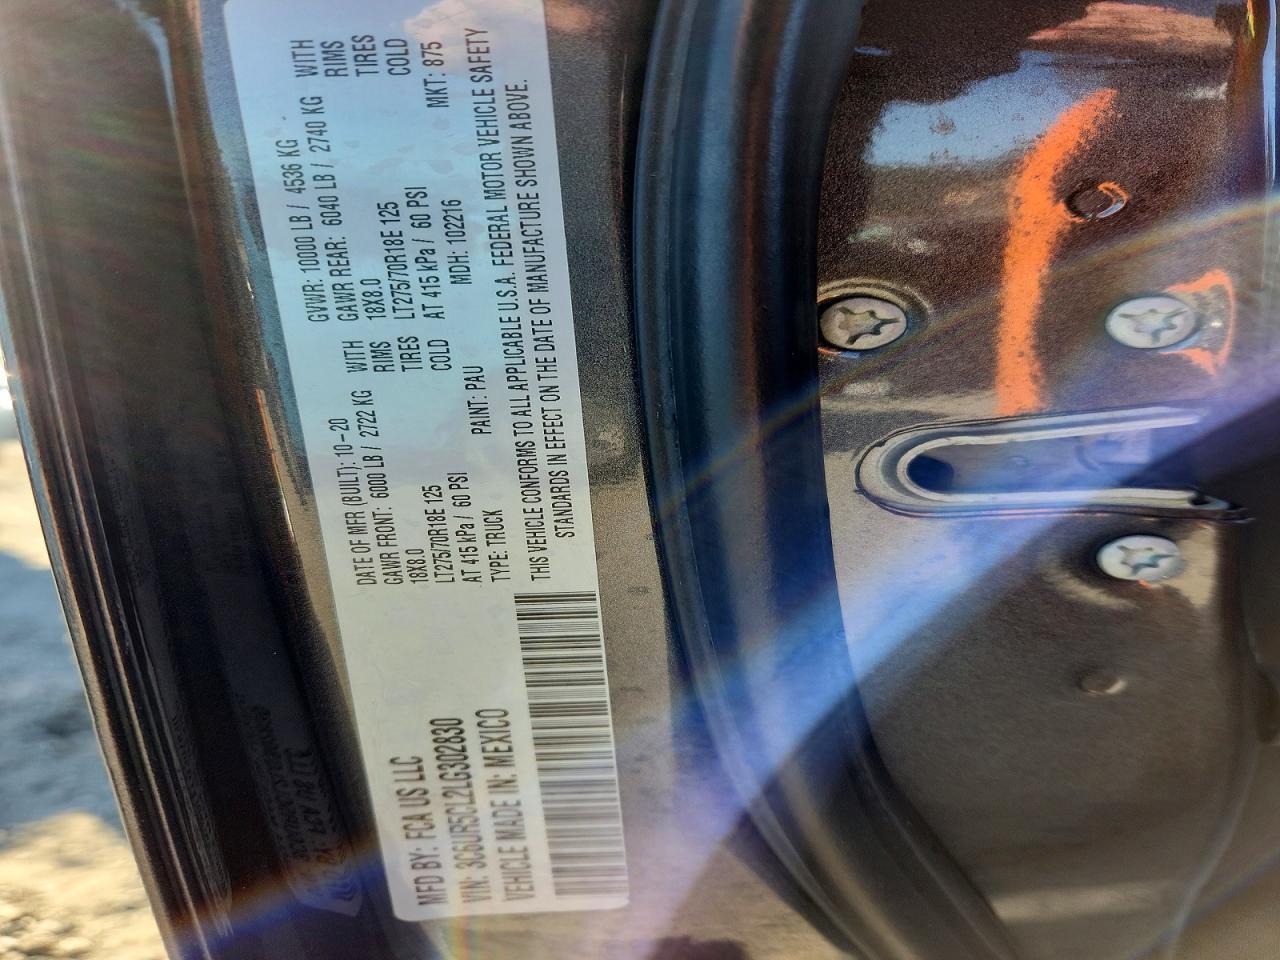 MFD BY: FCA US LLC
DATE OF MFR (BUILT): 10-20 GVWR: 10000 LB / 4536 KG
GAWR FRONT: 6000 LB / 2722 KG WITH GAWR REAR: 6040 LB / 2740 KG WITH
18X8.0 RIMS 18X8.0 RIMS
LT275/70R18E 125 TIRES LT275/70R18E 125 TIRES
AT 415 kPa / 60 PSI COLD AT 415 kPa / 60 PSI COLD
VIN: 3C6UR5CL2LG302830
TYPE: TRUCK PAINT: PAU MDH: 102216 MKT: 875
VEHICLE MADE IN: MEXICO
THIS VEHICLE CONFORMS TO ALL APPLICABLE U.S.A. FEDERAL MOTOR VEHICLE SAFETY
STANDARDS IN EFFECT ON THE DATE OF MANUFACTURE SHOWN ABOVE.